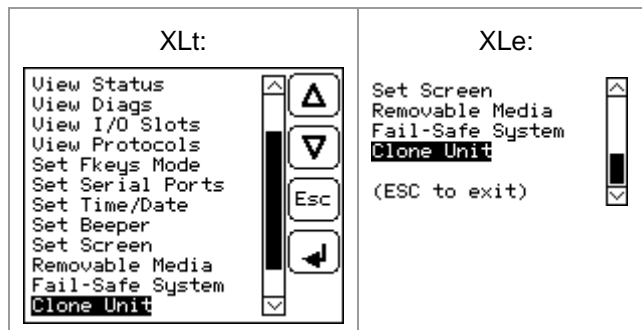 XLt:
View Status
View Diags
View I/O Slots
View Protocols
Set Fkeys Mode
Set Serial Ports
Set Time/Date
Set Beeper
Set Screen
Removable Media
Fail-Safe System
Clone Unit
Esc
XLe:
Set Screen
Removable Media
Fail-Safe System
Clone Unit
(ESC to exit)